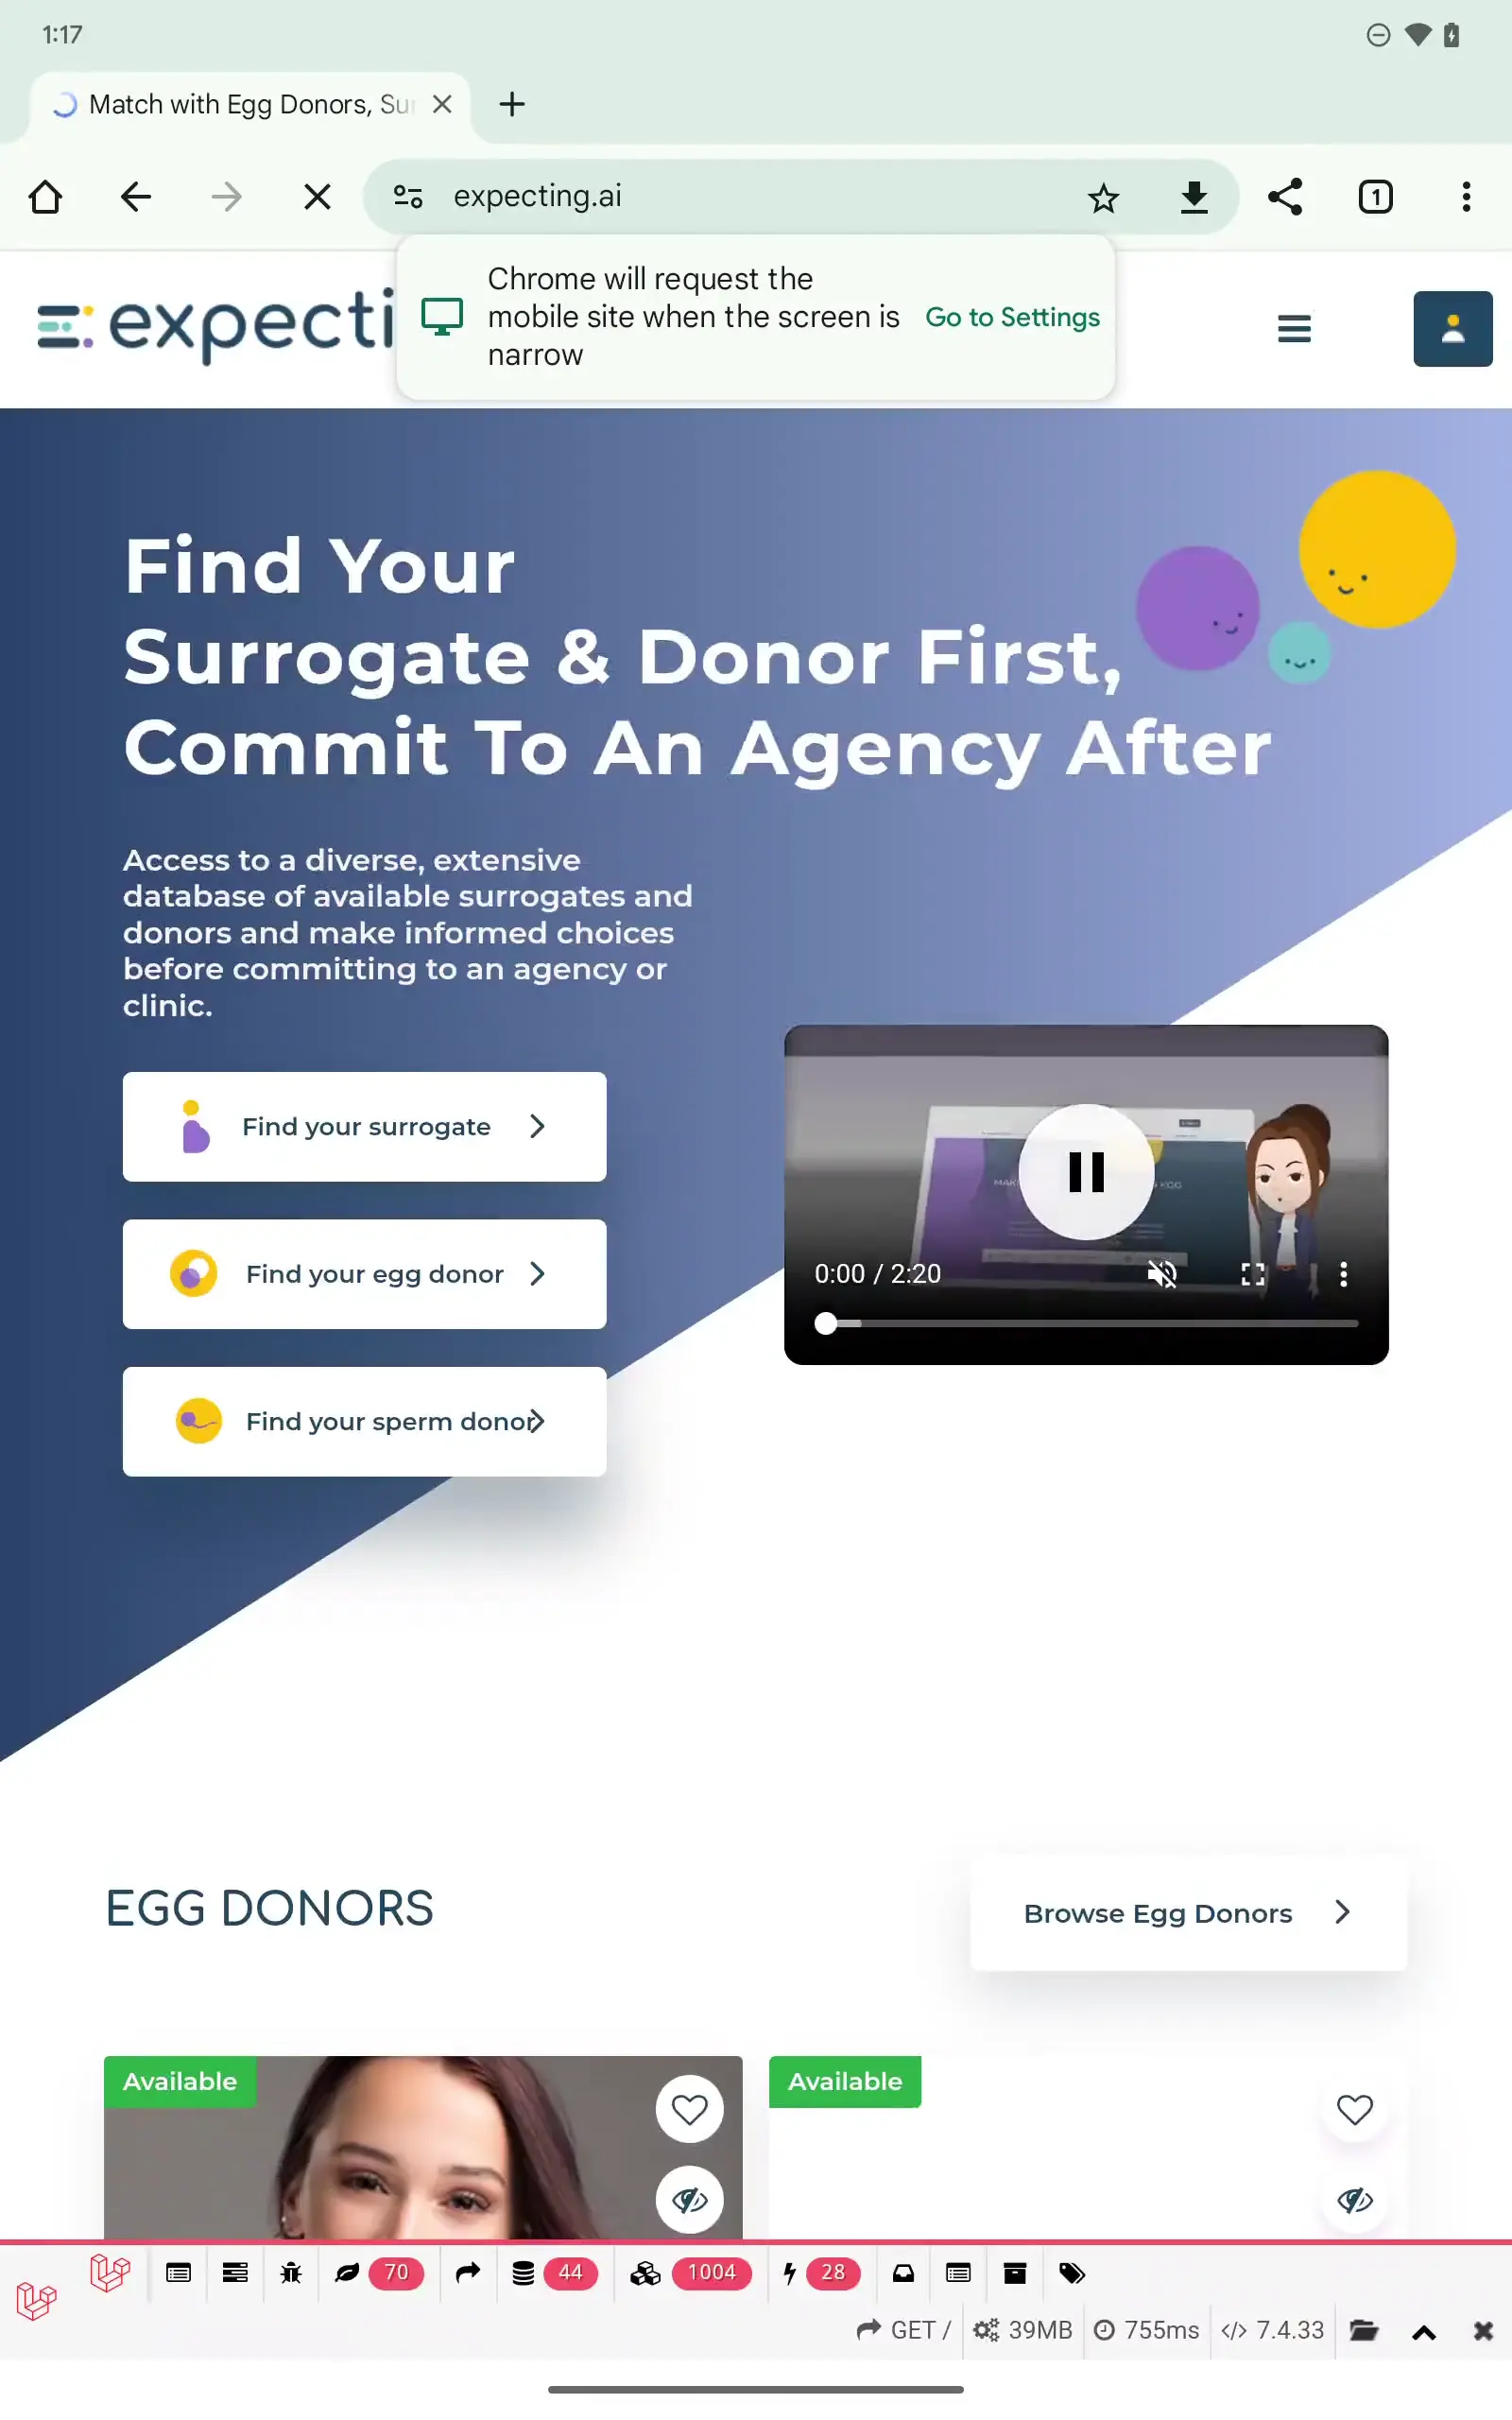 1:17
Match with Egg Donors, Sur
expecting.ai
1
Chrome will request the
mobile site when the screen is
narrow
Go to Settings
expecti
Find Your
Surrogate & Donor First,
Commit To An Agency After
Access to a diverse, extensive
database of available surrogates and
donors and make informed choices
before committing to an agency or
clinic.
Find your surrogate
Find your egg donor
Find your sperm donor
0:00 / 2:20
EGG DONORS
Browse Egg Donors
Available
Available
70
44
1004
28
GET /
39MB
755ms
7.4.33